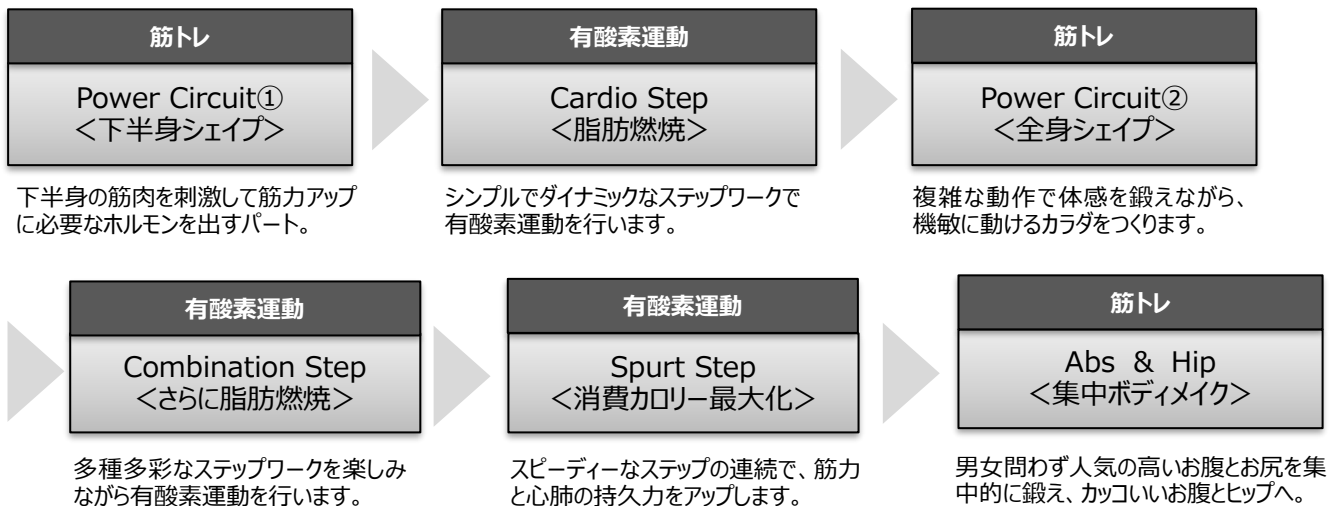 筋トレ
Power Circuit①
<下半身シェイプ>
下半身の筋肉を刺激して筋力アップ
に必要なホルモンを出すパート。
有酸素運動
Cardio Step
<脂肪燃焼>
シンプルでダイナミックなステップワークで
有酸素運動を行います。
筋トレ
Power Circuit②
<全身シェイプ>
複雑な動作で体感を鍛えながら、
機敏に動けるカラダをつくります。
有酸素運動
Combination Step
<さらに脂肪燃焼>
多種多彩なステップワークを楽しみ
ながら有酸素運動を行います。
有酸素運動
Spurt Step
<消費カロリー最大化>
スピーディーなステップの連続で、筋力
と心肺の持久力をアップします。
筋トレ
Abs & Hip
<集中ボディメイク>
男女問わず人気の高いお腹とお尻を集
中的に鍛え、カッコいいお腹とヒップへ。